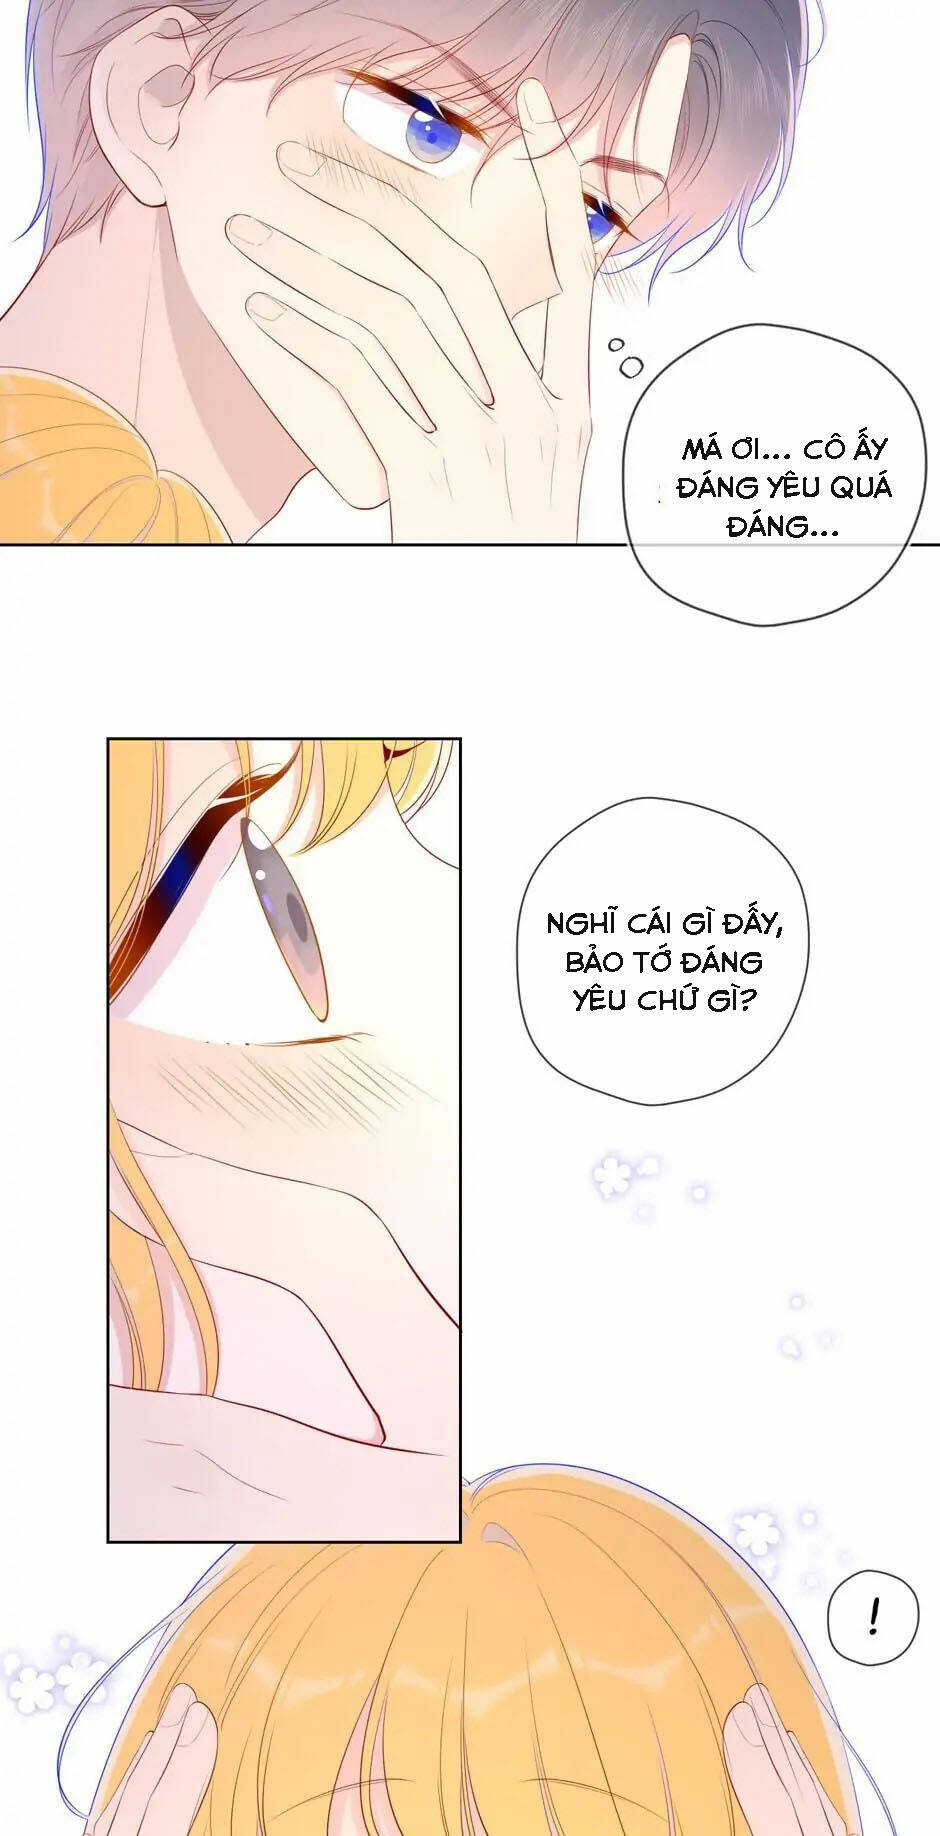 MÁ ƠI... CÔ ẤY
ĐÁNG YÊU QUÁ
ĐÁNG...
NGHĨ CÁI GÌ ĐẤY,
BẢO TỚ ĐÁNG
YÊU CHỨ GÌ?
!